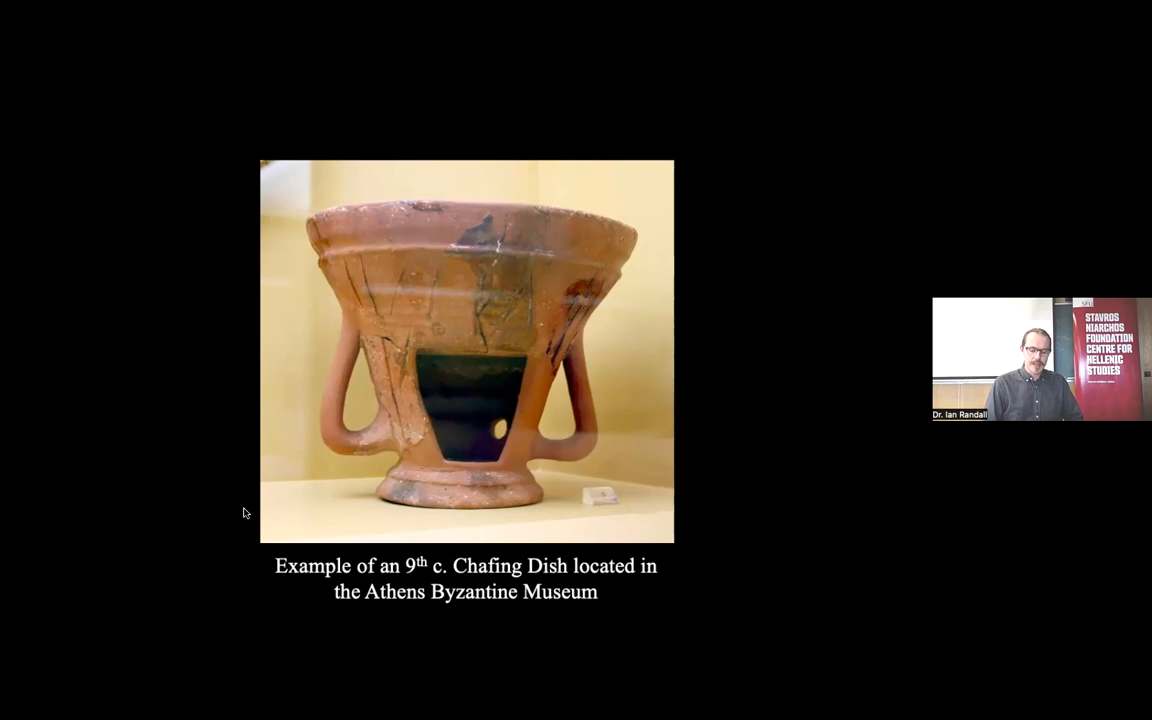 Example of an 9th c. Chafing Dish located in
the Athens Byzantine Museum
SFU
STAVROS
NIARCHOS
FOUNDATION
CENTRE FOR
HELLENIC
STUDIES
Dr. Ian Randall